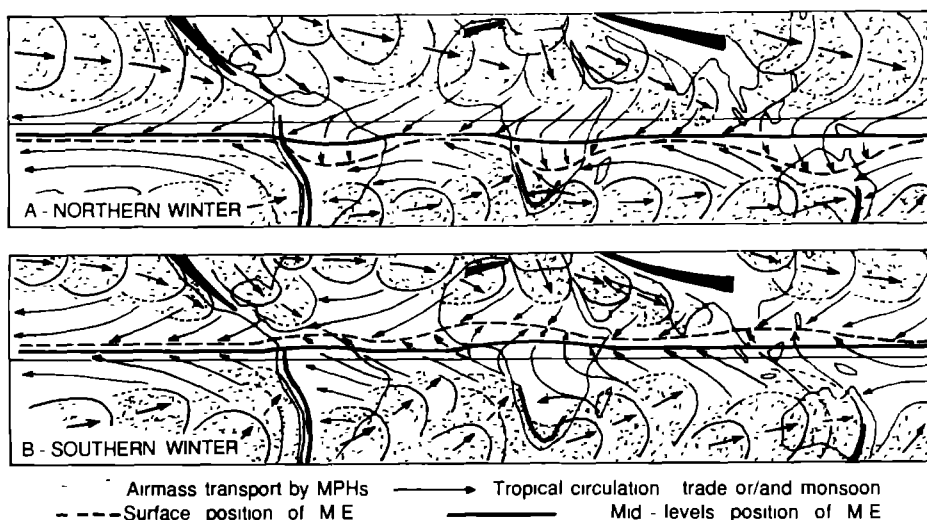 A - NORTHERN WINTER
B - SOUTHERN WINTER
Airmass transport by MPHs Tropical circulation trade or/and monsoon
Surface position of M E Mid - levels position of M E